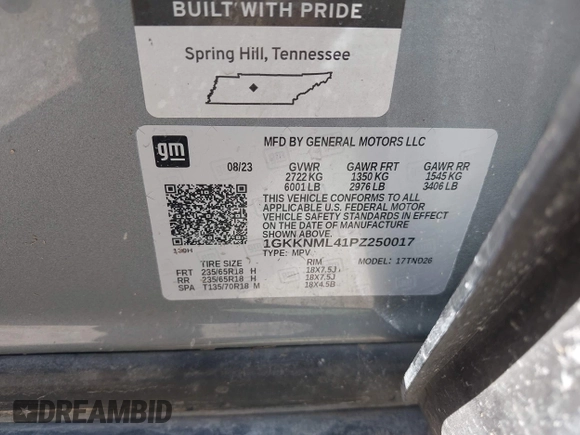 BUILT WITH PRIDE
Spring Hill, Tennessee
gm
MFD BY GENERAL MOTORS LLC
08/23 GVWR GAWR FRT GAWR RR
2722 KG 1350 KG 1545 KG
6001 LB 2976 LB 3406 LB
THIS VEHICLE CONFORMS TO ALL
APPLICABLE U.S. FEDERAL MOTOR
VEHICLE SAFETY STANDARDS IN EFFECT
ON THE DATE OF MANUFACTURE SHOWN ABOVE.
1GKKNML41PZ250017
TYPE: MPV MODEL: 17TND26
130H
TIRE SIZE RIM
FRT 235/65R18 H 18X7.5J
RR 235/65R18 H 18X7.5J
SPA T135/70R18 M 18X4.5B
DREAMBID